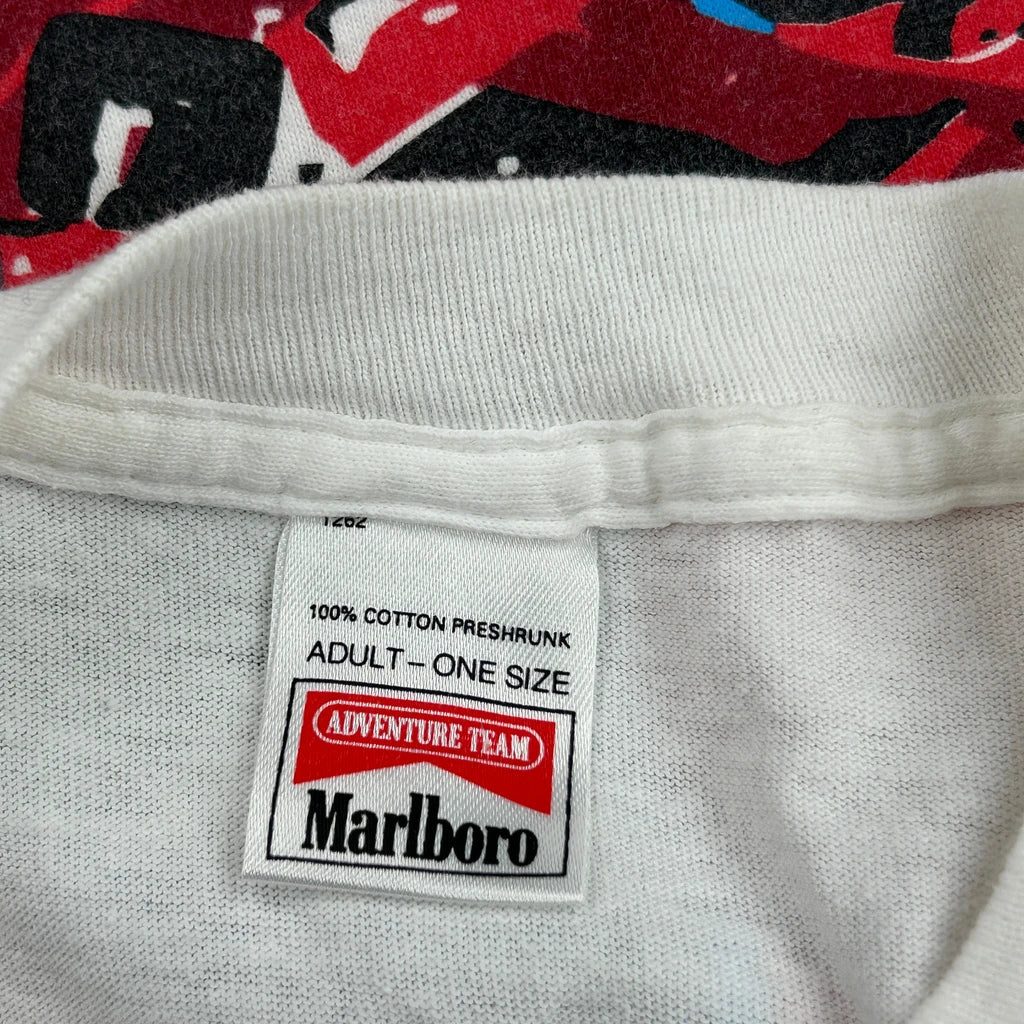 1262
100% COTTON PRESHRUNK
ADULT – ONE SIZE
ADVENTURE TEAM
Marlboro